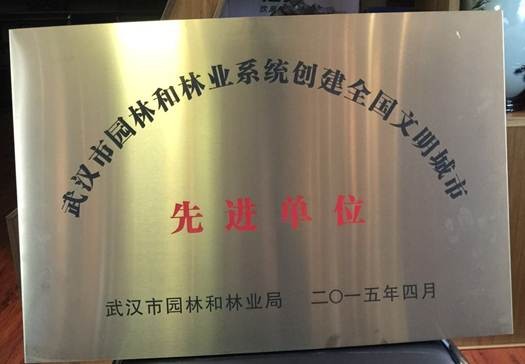 武汉市园林和林业系统创建全国文明城市
先进单位
武汉市园林和林业局 二〇一五年四月